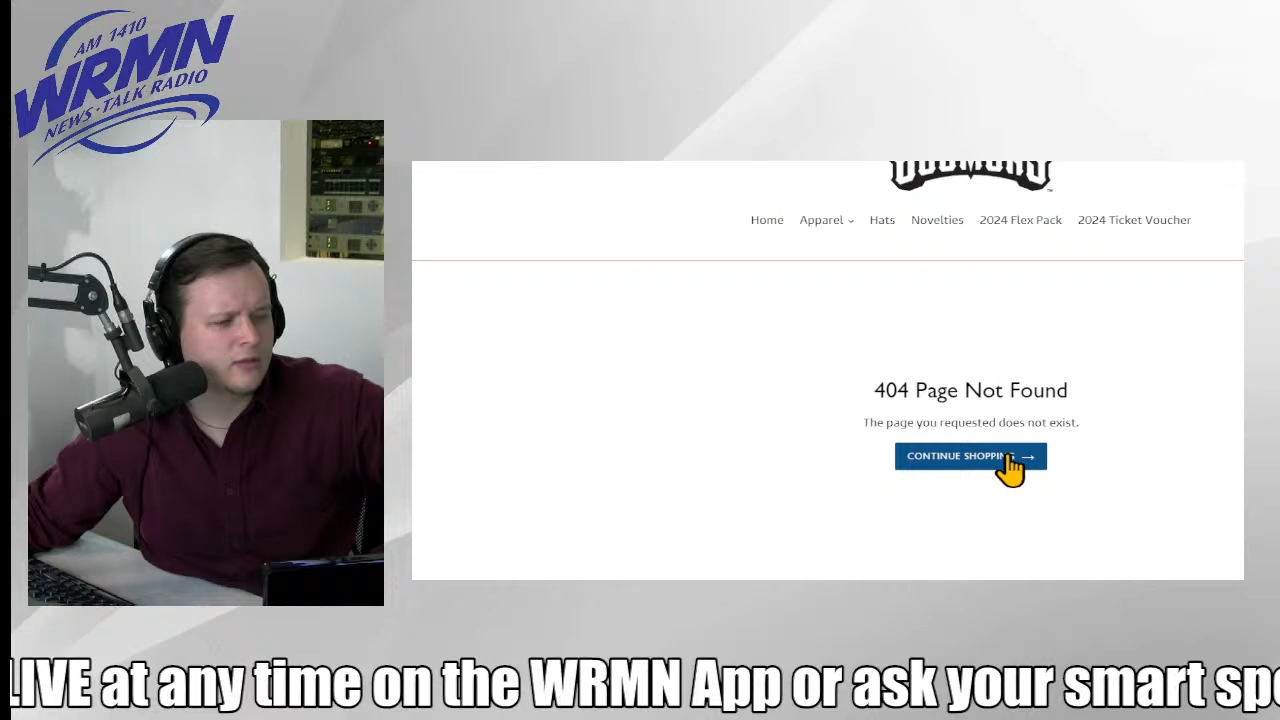 AM 1410
WRMN
NEWS·TALK RADIO
Home Apparel Hats Novelties 2024 Flex Pack 2024 Ticket Voucher
404 Page Not Found
The page you requested does not exist.
CONTINUE SHOPPING →
LIVE at any time on the WRMN App or ask your smart